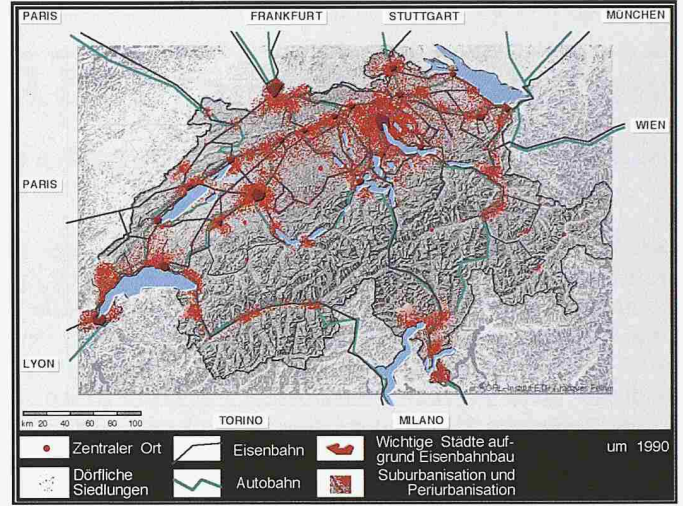 PARIS
FRANKFURT
STUTTGART
MÜNCHEN
WIEN
PARIS
LYON
TORINO
MILANO
km 20 40 60 80 100
Zentraler Ort
Eisenbahn
Wichtige Städte auf-
grund Eisenbahnbau
um 1990
Dörfliche
Siedlungen
Autobahn
Suburbanisation und
Periurbanisation